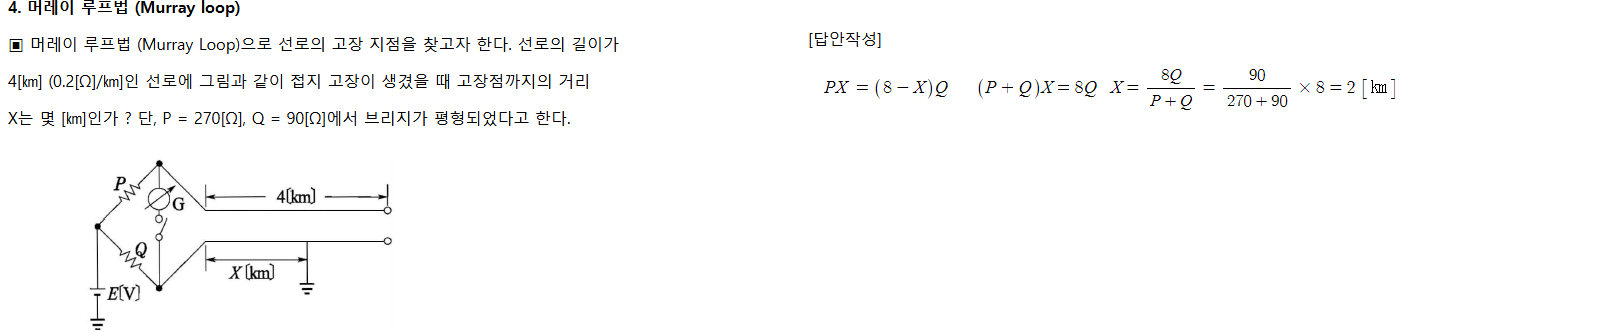 4. 머레이 루프법 (Murray loop)
▣ 머레이 루프법 (Murray Loop)으로 선로의 고장 지점을 찾고자 한다. 선로의 길이가
4[㎞] (0.2[Ω]/㎞]인 선로에 그림과 같이 접지 고장이 생겼을 때 고장점까지의 거리
X는 몇 [㎞]인가 ? 단, P = 270[Ω], Q = 90[Ω]에서 브리지가 평형되었다고 한다.
P
G
4[km]
Q
X[km]
E[V]
[답안작성]
PX = (8 − X)Q (P + Q)X = 8Q X = 8Q / (P + Q) = 90 / (270 + 90) × 8 = 2 [㎞]